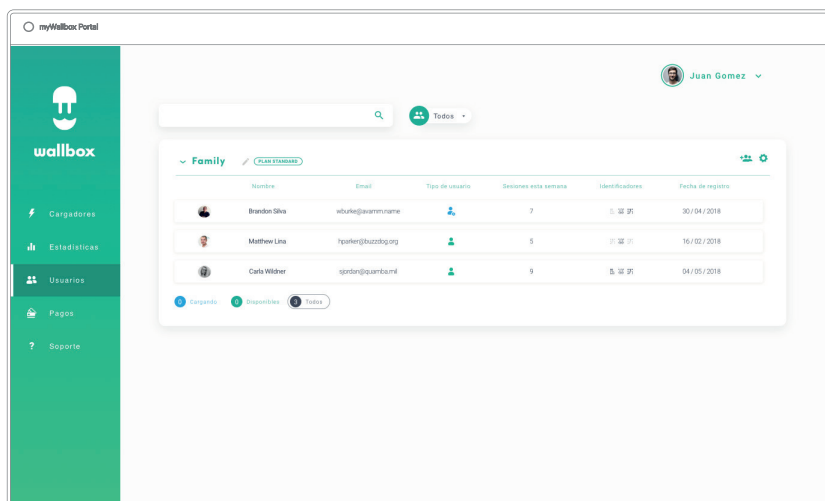 myWallbox Portal
Juan Gomez
Todos
wallbox
Family
PLAN STANDARD
Nombre Email Tipo de usuario Sesiones esta semana Identificadores Fecha de registro
Brandon Silva wburke@avamm.name 7 30 / 04 / 2018
Matthew Lina hparker@buzzdog.org 5 16 / 02 / 2018
Carla Wildner sjordan@quamba.mil 9 04 / 05 / 2018
0 Cargando 0 Disponibles 3 Todos
Cargadores
Estadísticas
Usuarios
Pagos
? Soporte